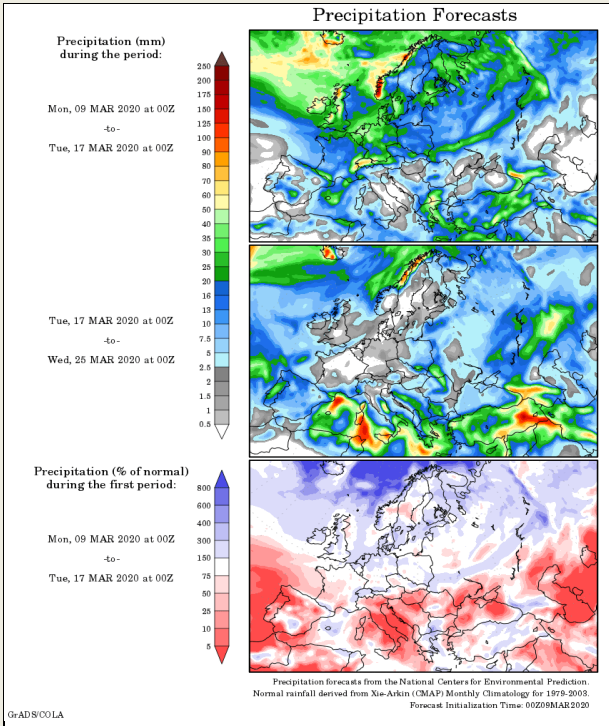 Precipitation Forecasts
Precipitation (mm)
during the period:
Mon, 09 MAR 2020 at 00Z
-to-
Tue, 17 MAR 2020 at 00Z
250
200
175
150
125
100
90
80
70
60
50
40
35
30
25
20
16
13
10
7.5
5
2.5
2
1.5
1
0.5
Tue, 17 MAR 2020 at 00Z
-to-
Wed, 25 MAR 2020 at 00Z
Precipitation (% of normal)
during the first period:
Mon, 09 MAR 2020 at 00Z
-to-
Tue, 17 MAR 2020 at 00Z
800
600
400
300
150
75
50
25
10
5
Precipitation forecasts from the National Centers for Environmental Prediction.
Normal rainfall derived from Xie-Arkin (CMAP) Monthly Climatology for 1979-2003.
Forecast Initialization Time: 00Z09MAR2020
GrADS/COLA